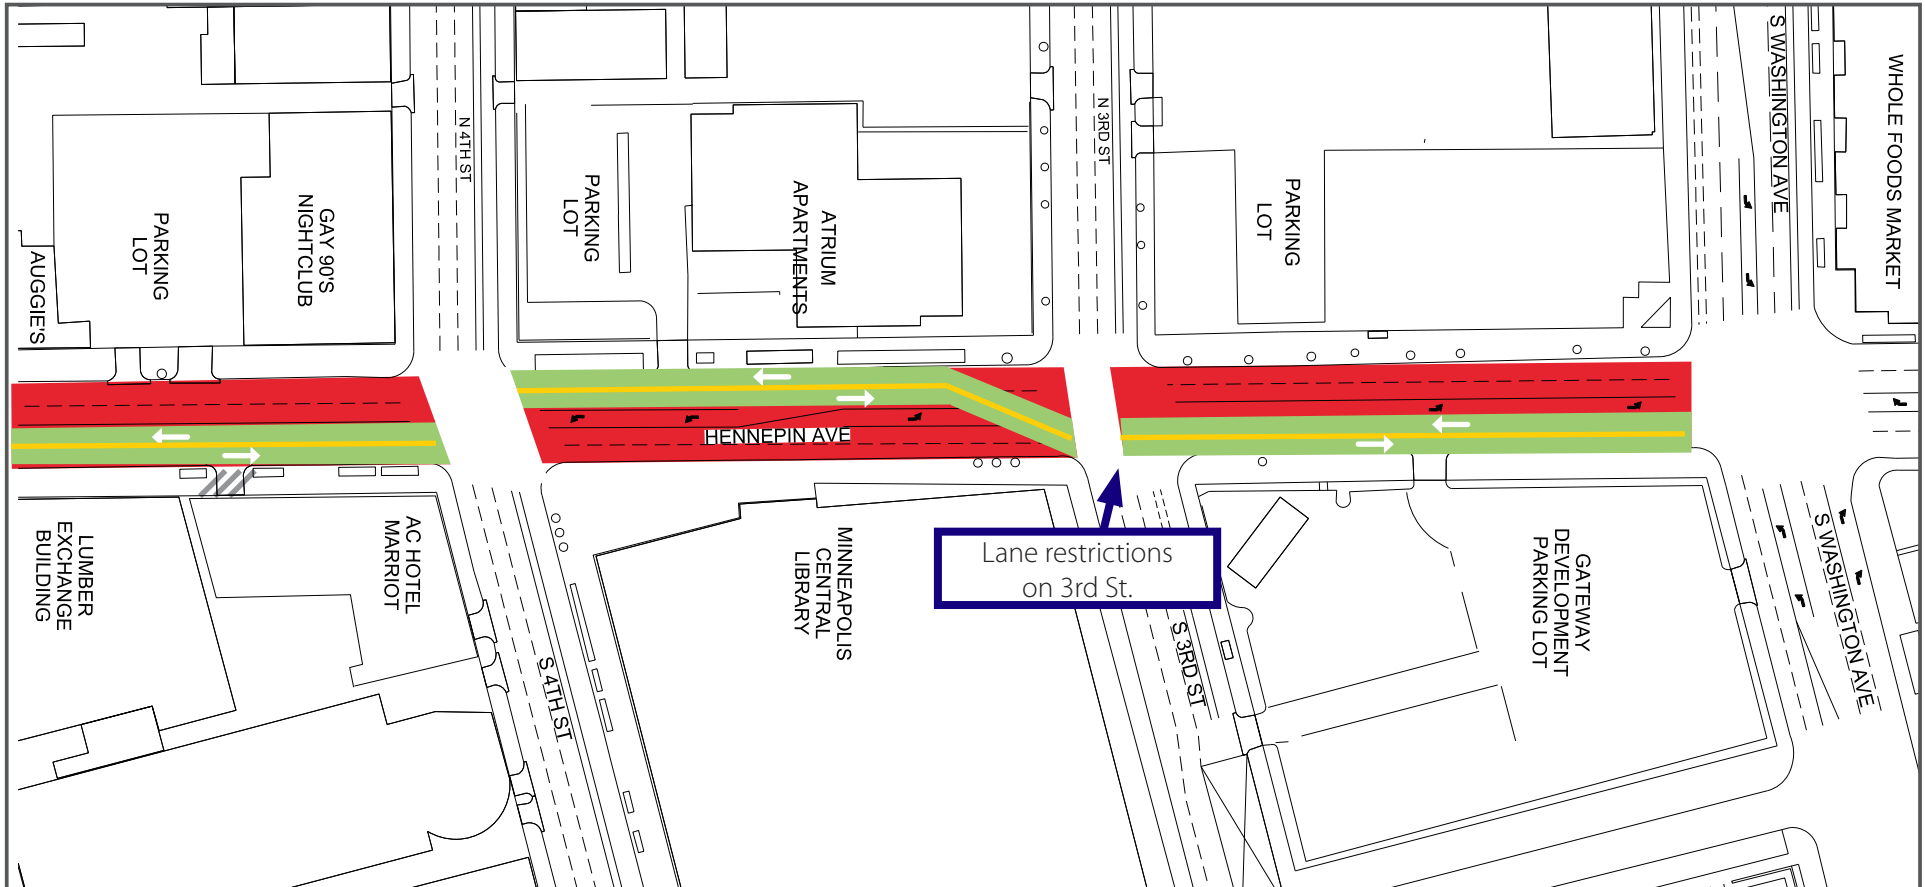 AUGGIE'S
PARKING
LOT
GAY 90'S
NIGHTCLUB
N 4TH ST
PARKING
LOT
ATRIUM
APARTMENTS
N 3RD ST
PARKING
LOT
S WASHINGTON AVE
WHOLE FOODS MARKET
HENNEPIN AVE
LUMBER
EXCHANGE
BUILDING
AC HOTEL
MARRIOT
S 4TH ST
MINNEAPOLIS
CENTRAL
LIBRARY
Lane restrictions
on 3rd St.
S 3RD ST
GATEWAY
DEVELOPMENT
PARKING LOT
S WASHINGTON AVE